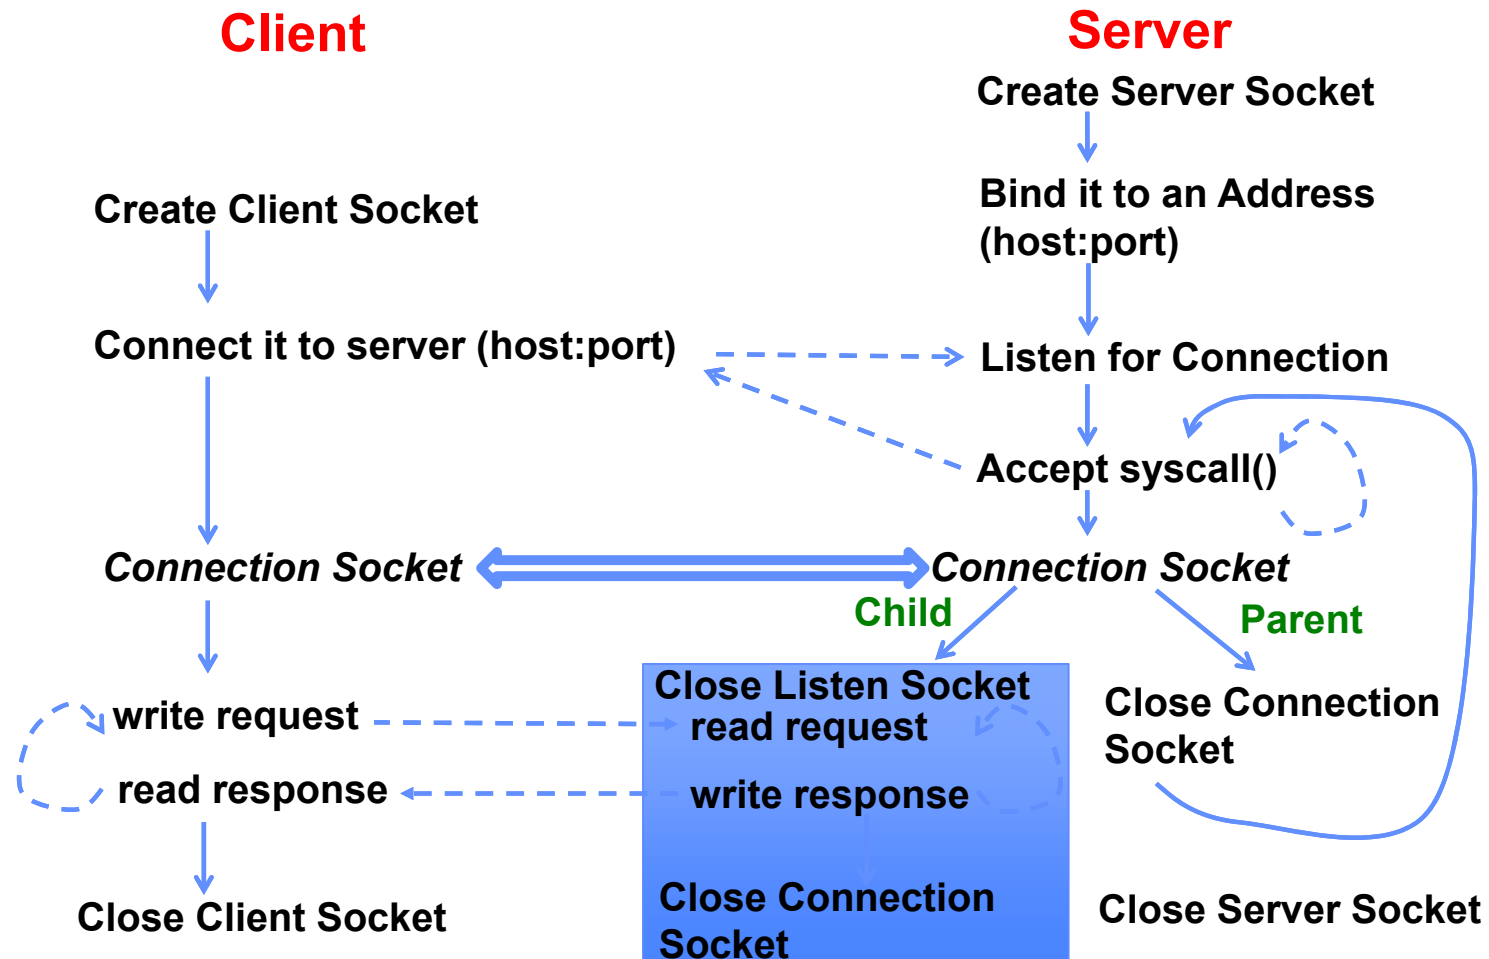 Client
Server
Create Server Socket
Create Client Socket
Bind it to an Address
(host:port)
Connect it to server (host:port)
Listen for Connection
Accept syscall()
Connection Socket
Connection Socket
Child
Parent
Close Listen Socket
write request
read request
Close Connection
Socket
read response
write response
Close Client Socket
Close Connection
Socket
Close Server Socket